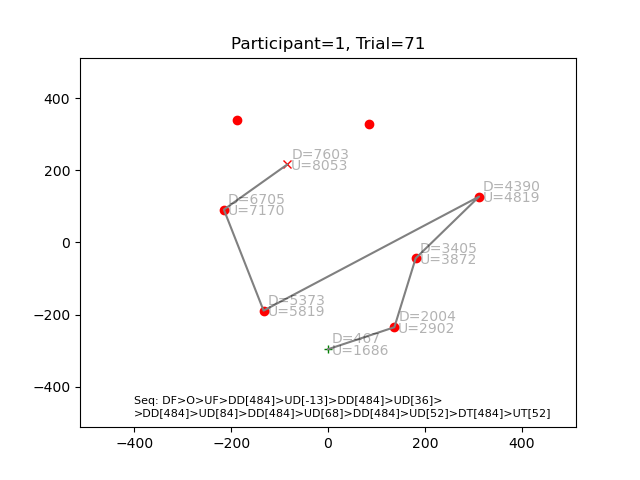 Participant=1, Trial=71
400
200
0
−200
−400
−400
−200
0
200
400
D=7603
U=8053
D=6705
U=7170
D=4390
U=4819
D=3405
U=3872
D=5373
U=5819
D=2004
U=2902
D=467
U=1686
Seq: DF>O>UF>DD[484]>UD[-13]>DD[484]>UD[36]>
>DD[484]>UD[84]>DD[484]>UD[68]>DD[484]>UD[52]>DT[484]>UT[52]